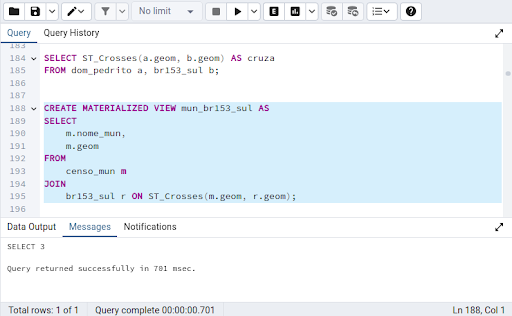 No limit
Query
Query History
183
184 SELECT ST_Crosses(a.geom, b.geom) AS cruza
185 FROM dom_pedrito a, br153_sul b;
186
187
188 CREATE MATERIALIZED VIEW mun_br153_sul AS
189 SELECT
190 m.nome_mun,
191 m.geom
192 FROM
193 censo_mun m
194 JOIN
195 br153_sul r ON ST_Crosses(m.geom, r.geom);
196
Data Output
Messages
Notifications
SELECT 3
Query returned successfully in 701 msec.
Total rows: 1 of 1
Query complete 00:00:00.701
Ln 188, Col 1